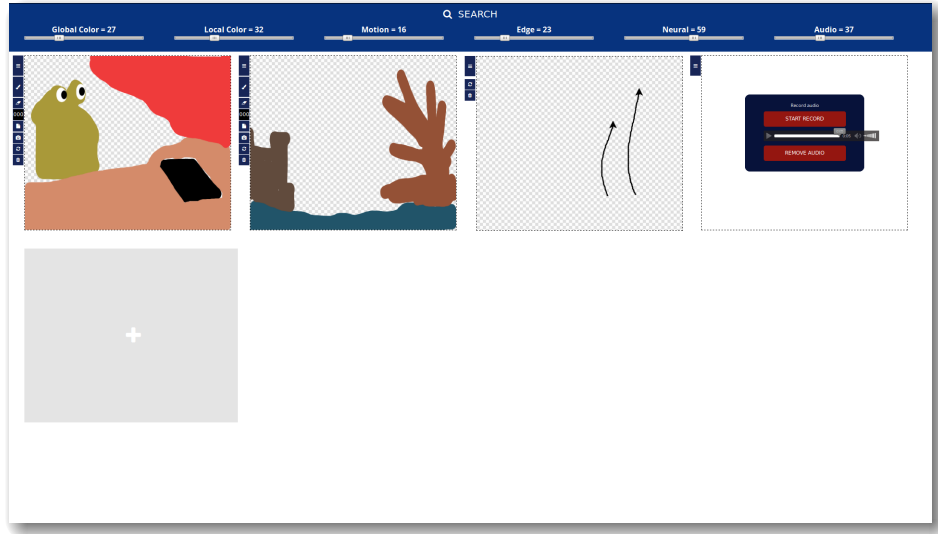 SEARCH
Global Color = 27
Local Color = 32
Motion = 16
Edge = 23
Neural = 59
Audio = 37
Record audio
START RECORD
REMOVE AUDIO